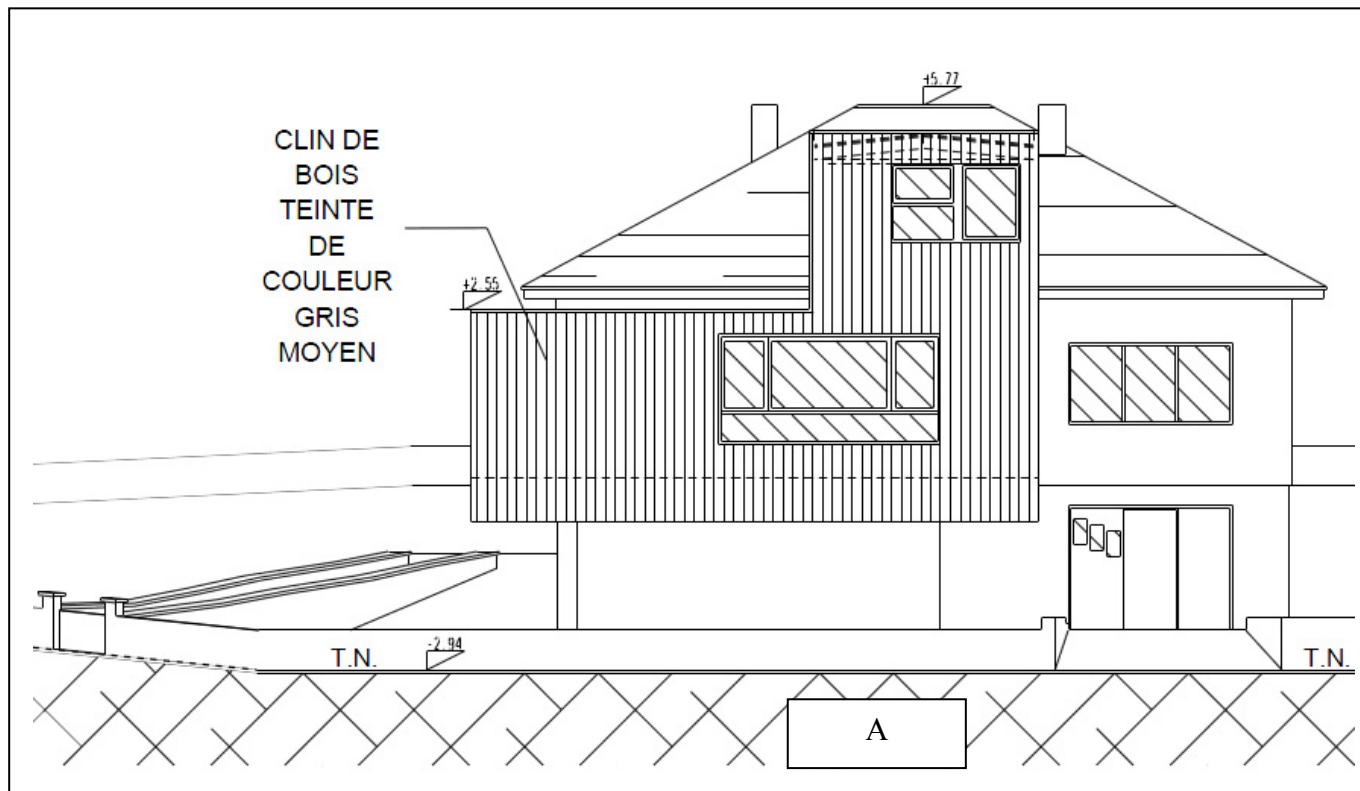 +5.77
CLIN DE
BOIS
TEINTE
DE
COULEUR
GRIS
MOYEN
+2.55
T.N.
-2.94
T.N.
A